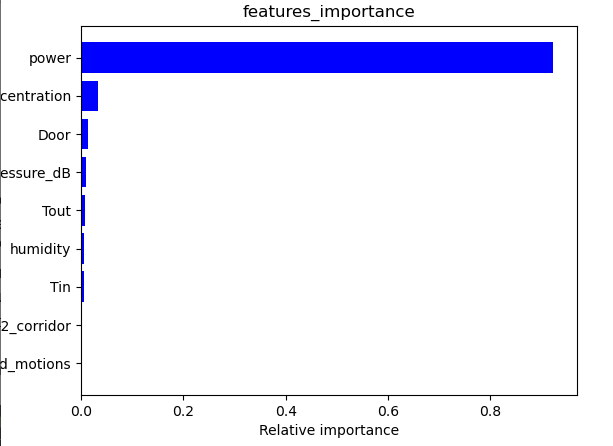 features_importance
power
centration
Door
essure_dB
Tout
humidity
Tin
2_corridor
d_motions
0.0 0.2 0.4 0.6 0.8
Relative importance